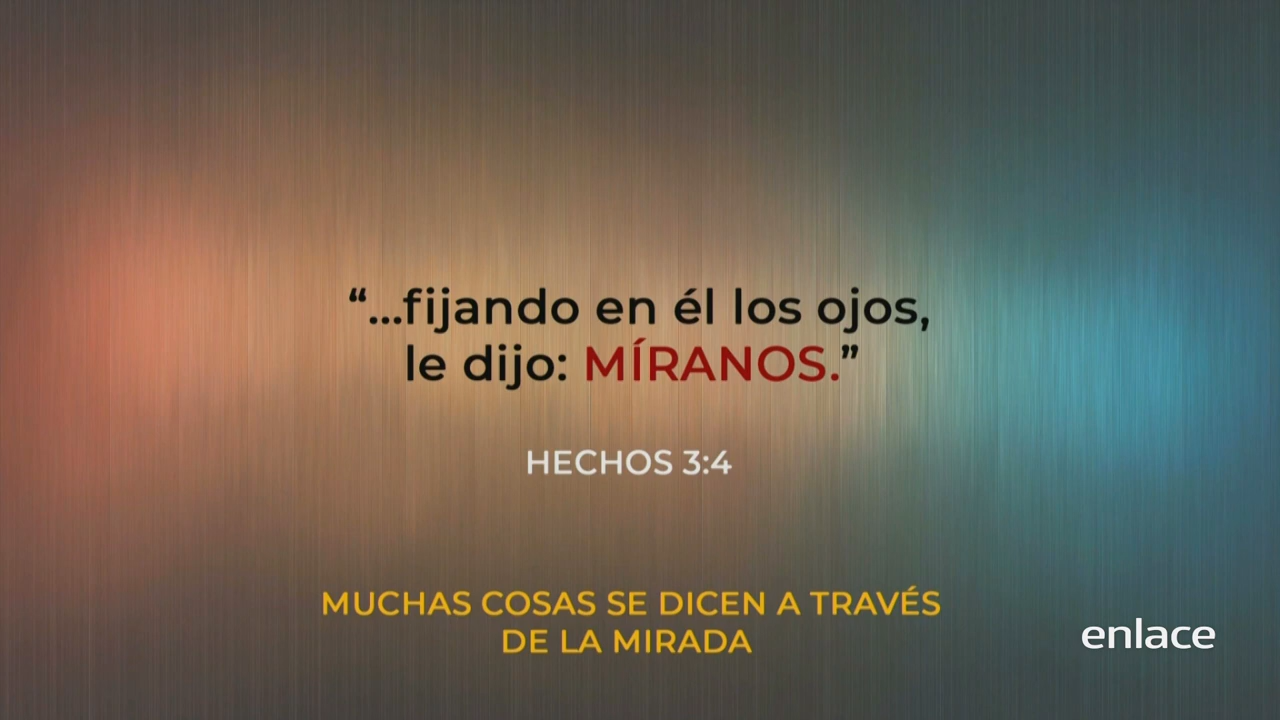 “...fijando en él los ojos,
le dijo: MÍRANOS.”
HECHOS 3:4
MUCHAS COSAS SE DICEN A TRAVÉS
DE LA MIRADA
enlace